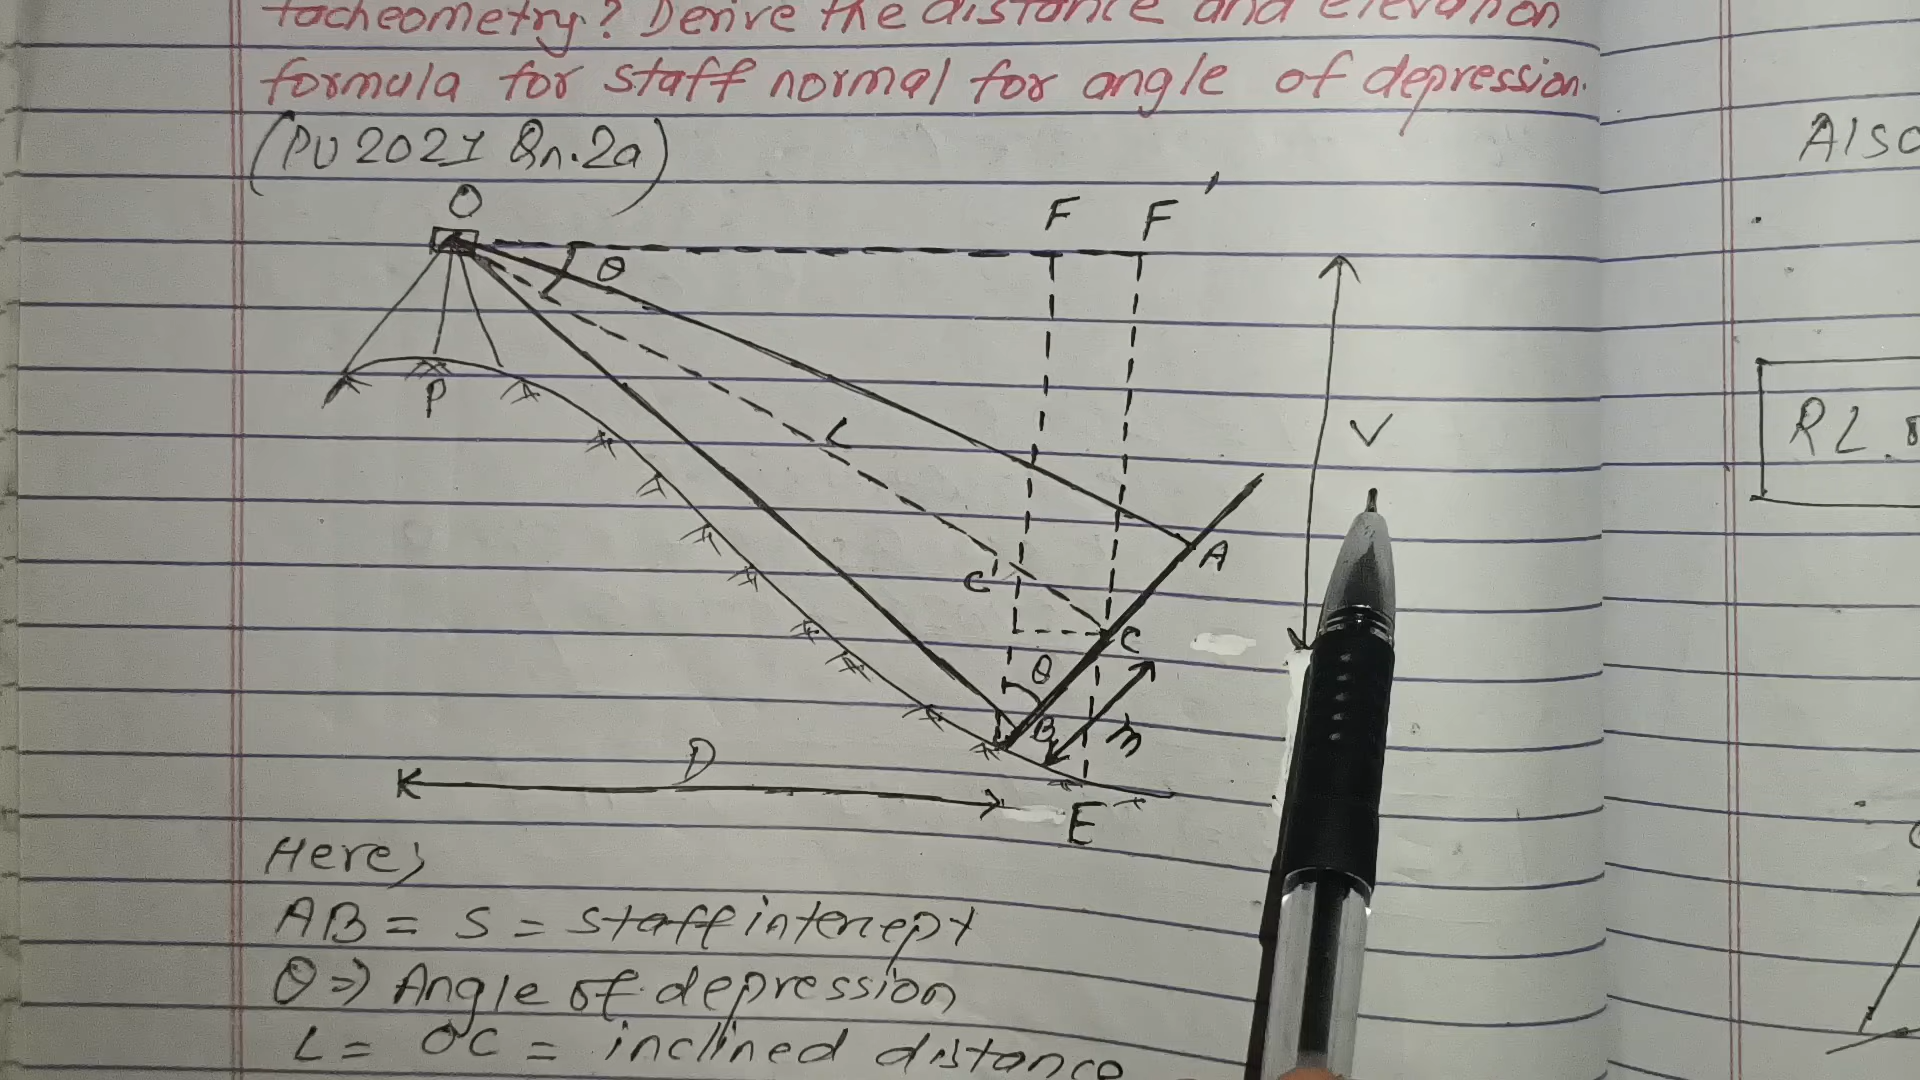 tacheometry? Derive the distance and elevation
formula for staff normal for angle of depression.
(PU 2021 Qn.2a)
Also
O
F F'
θ
P
L
V
RL
A
C'
C
θ
B
h
D
E
Here,
AB = S = staff intercept
θ => Angle of depression
L = OC = inclined distance